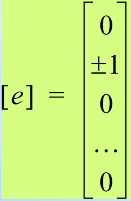 0
±1
[e] = 0
...
0